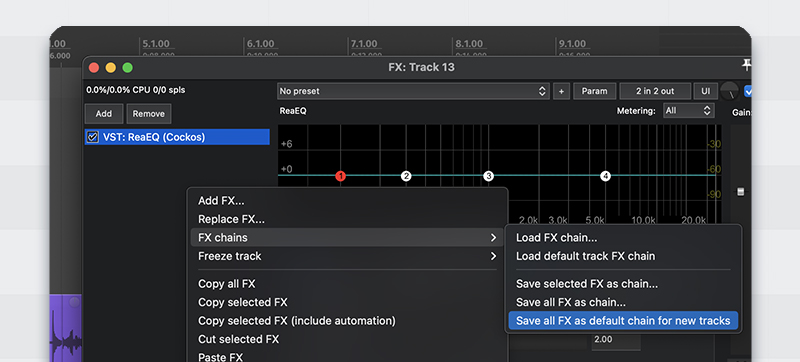 1.00 5.1.00 6.1.00 7.1.00 8.1.00 9.1.00
FX: Track 13
0.0%/0.0% CPU 0/0 spls
No preset
+
Param
2 in 2 out
UI
Add
Remove
ReaEQ
Metering:
All
Gain:
VST: ReaEQ (Cockos)
+6
-30
+0
1
2
3
4
-60
-90
2.0k 3.0k 5.0k 10.0k 20.0k
Add FX...
Replace FX...
FX chains
Freeze track
Copy all FX
Copy selected FX
Copy selected FX (include automation)
Cut selected FX
Paste FX
Load FX chain...
Load default track FX chain
Save selected FX as chain...
Save all FX as chain...
Save all FX as default chain for new tracks
2.00